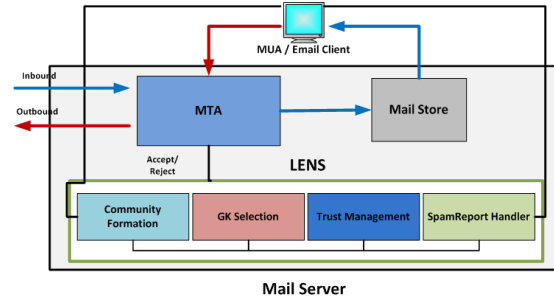 MUA / Email Client
Inbound
Outbound
MTA
Mail Store
Accept/
Reject
LENS
Community
Formation
GK Selection
Trust Management
SpamReport Handler
Mail Server